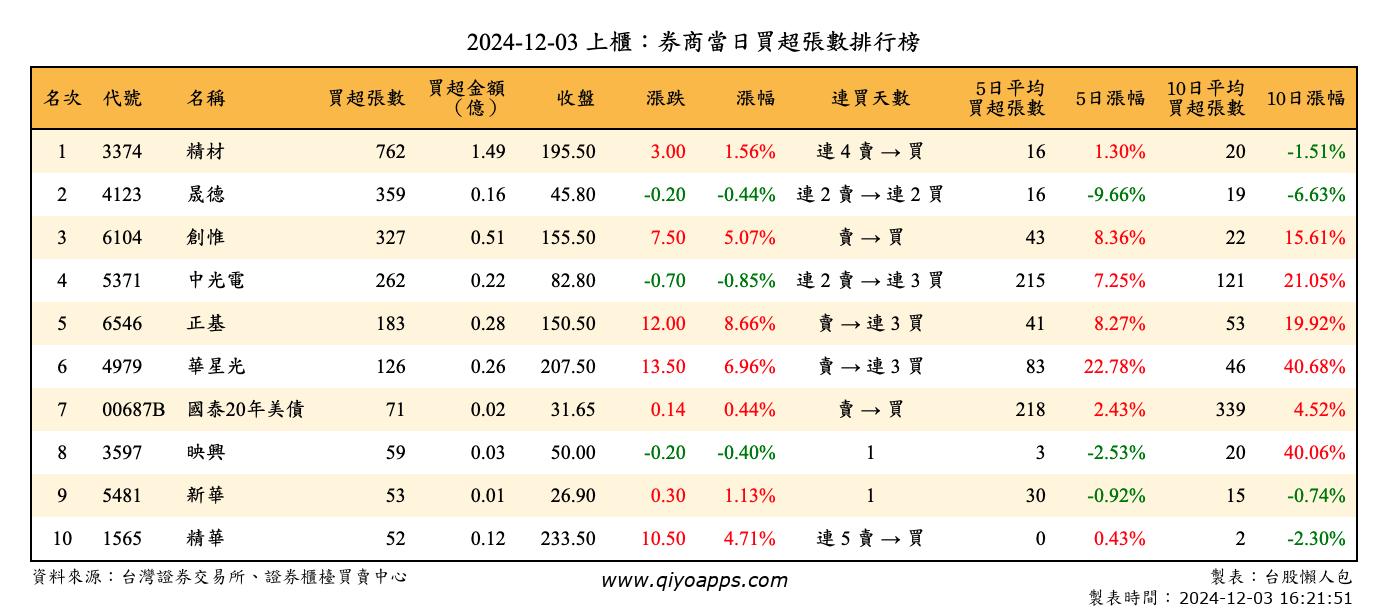 2024-12-03 上櫃：券商當日買超張數排行榜
名次 代號 名稱 買超張數 買超金額（億） 收盤 漲跌 漲幅 連買天數 5日平均買超張數 5日漲幅 10日平均買超張數 10日漲幅
1 3374 精材 762 1.49 195.50 3.00 1.56% 連 4 賣 → 買 16 1.30% 20 -1.51%
2 4123 晟德 359 0.16 45.80 -0.20 -0.44% 連 2 賣 → 連 2 買 16 -9.66% 19 -6.63%
3 6104 創惟 327 0.51 155.50 7.50 5.07% 賣 → 買 43 8.36% 22 15.61%
4 5371 中光電 262 0.22 82.80 -0.70 -0.85% 連 2 賣 → 連 3 買 215 7.25% 121 21.05%
5 6546 正基 183 0.28 150.50 12.00 8.66% 賣 → 連 3 買 41 8.27% 53 19.92%
6 4979 華星光 126 0.26 207.50 13.50 6.96% 賣 → 連 3 買 83 22.78% 46 40.68%
7 00687B 國泰20年美債 71 0.02 31.65 0.14 0.44% 賣 → 買 218 2.43% 339 4.52%
8 3597 映興 59 0.03 50.00 -0.20 -0.40% 1 3 -2.53% 20 40.06%
9 5481 新華 53 0.01 26.90 0.30 1.13% 1 30 -0.92% 15 -0.74%
10 1565 精華 52 0.12 233.50 10.50 4.71% 連 5 賣 → 買 0 0.43% 2 -2.30%
資料來源：台灣證券交易所、證券櫃檯買賣中心 www.qiyoapps.com 製表：台股懶人包
製表時間：2024-12-03 16:21:51